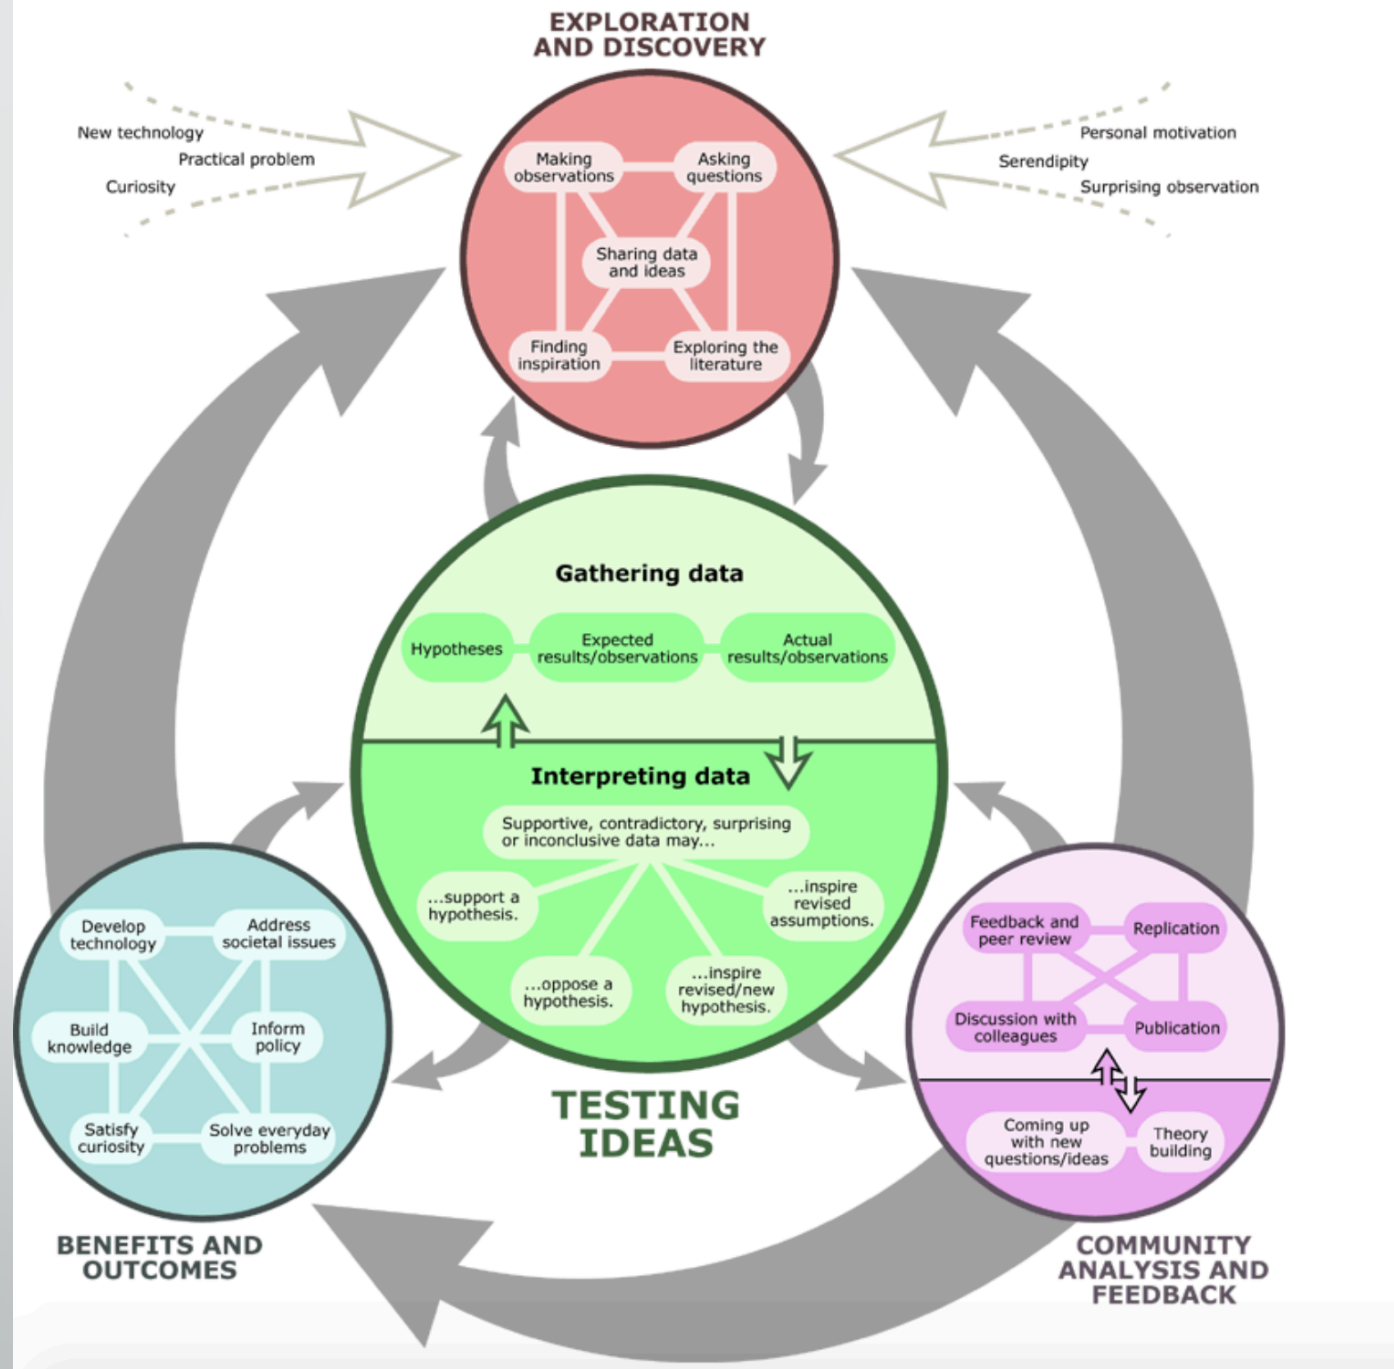 EXPLORATION
AND DISCOVERY
New technology
Practical problem
Curiosity
Personal motivation
Serendipity
Surprising observation
Making
observations
Asking
questions
Sharing data
and ideas
Finding
inspiration
Exploring the
literature
Gathering data
Hypotheses
Expected
results/observations
Actual
results/observations
Interpreting data
Supportive, contradictory, surprising
or inconclusive data may...
...support a
hypothesis.
...oppose a
hypothesis.
...inspire
revised/new
hypothesis.
...inspire
revised
assumptions.
TESTING
IDEAS
Develop
technology
Address
societal issues
Build
knowledge
Inform
policy
Satisfy
curiosity
Solve everyday
problems
BENEFITS AND
OUTCOMES
Feedback and
peer review
Replication
Discussion with
colleagues
Publication
Coming up
with new
questions/ideas
Theory
building
COMMUNITY
ANALYSIS AND
FEEDBACK